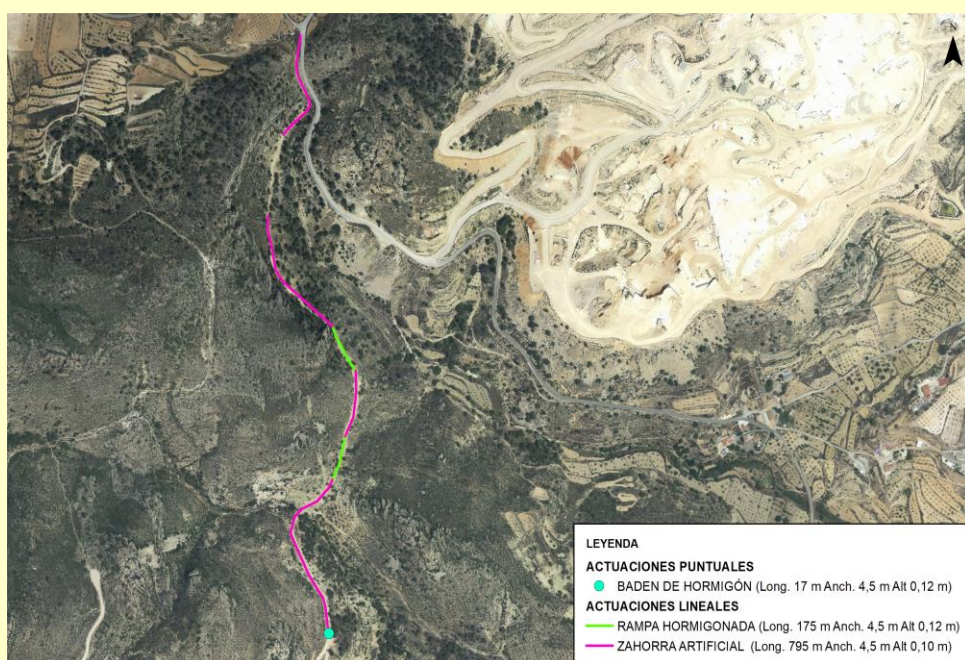 LEYENDA
ACTUACIONES PUNTUALES
BADEN DE HORMIGÓN (Long. 17 m Anch. 4,5 m Alt 0,12 m)
ACTUACIONES LINEALES
RAMPA HORMIGONADA (Long. 175 m Anch. 4,5 m Alt 0,12 m)
ZAHORRA ARTIFICIAL (Long. 795 m Anch. 4,5 m Alt 0,10 m)